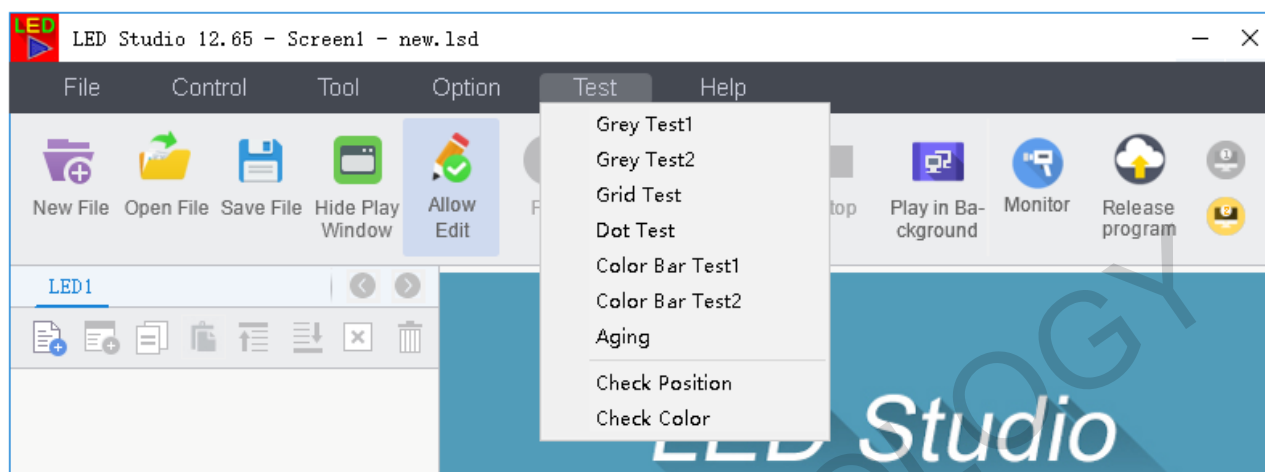 LED
LED Studio 12.65 - Screen1 - new.lsd
File Control Tool Option Test Help
Grey Test1
Grey Test2
Grid Test
Dot Test
Color Bar Test1
Color Bar Test2
Aging
Check Position
Check Color
New File Open File Save File Hide Play Window Allow Edit
Play in Ba-
ckground
Monitor
Release
program
LED1
LED Studio
OLOGY